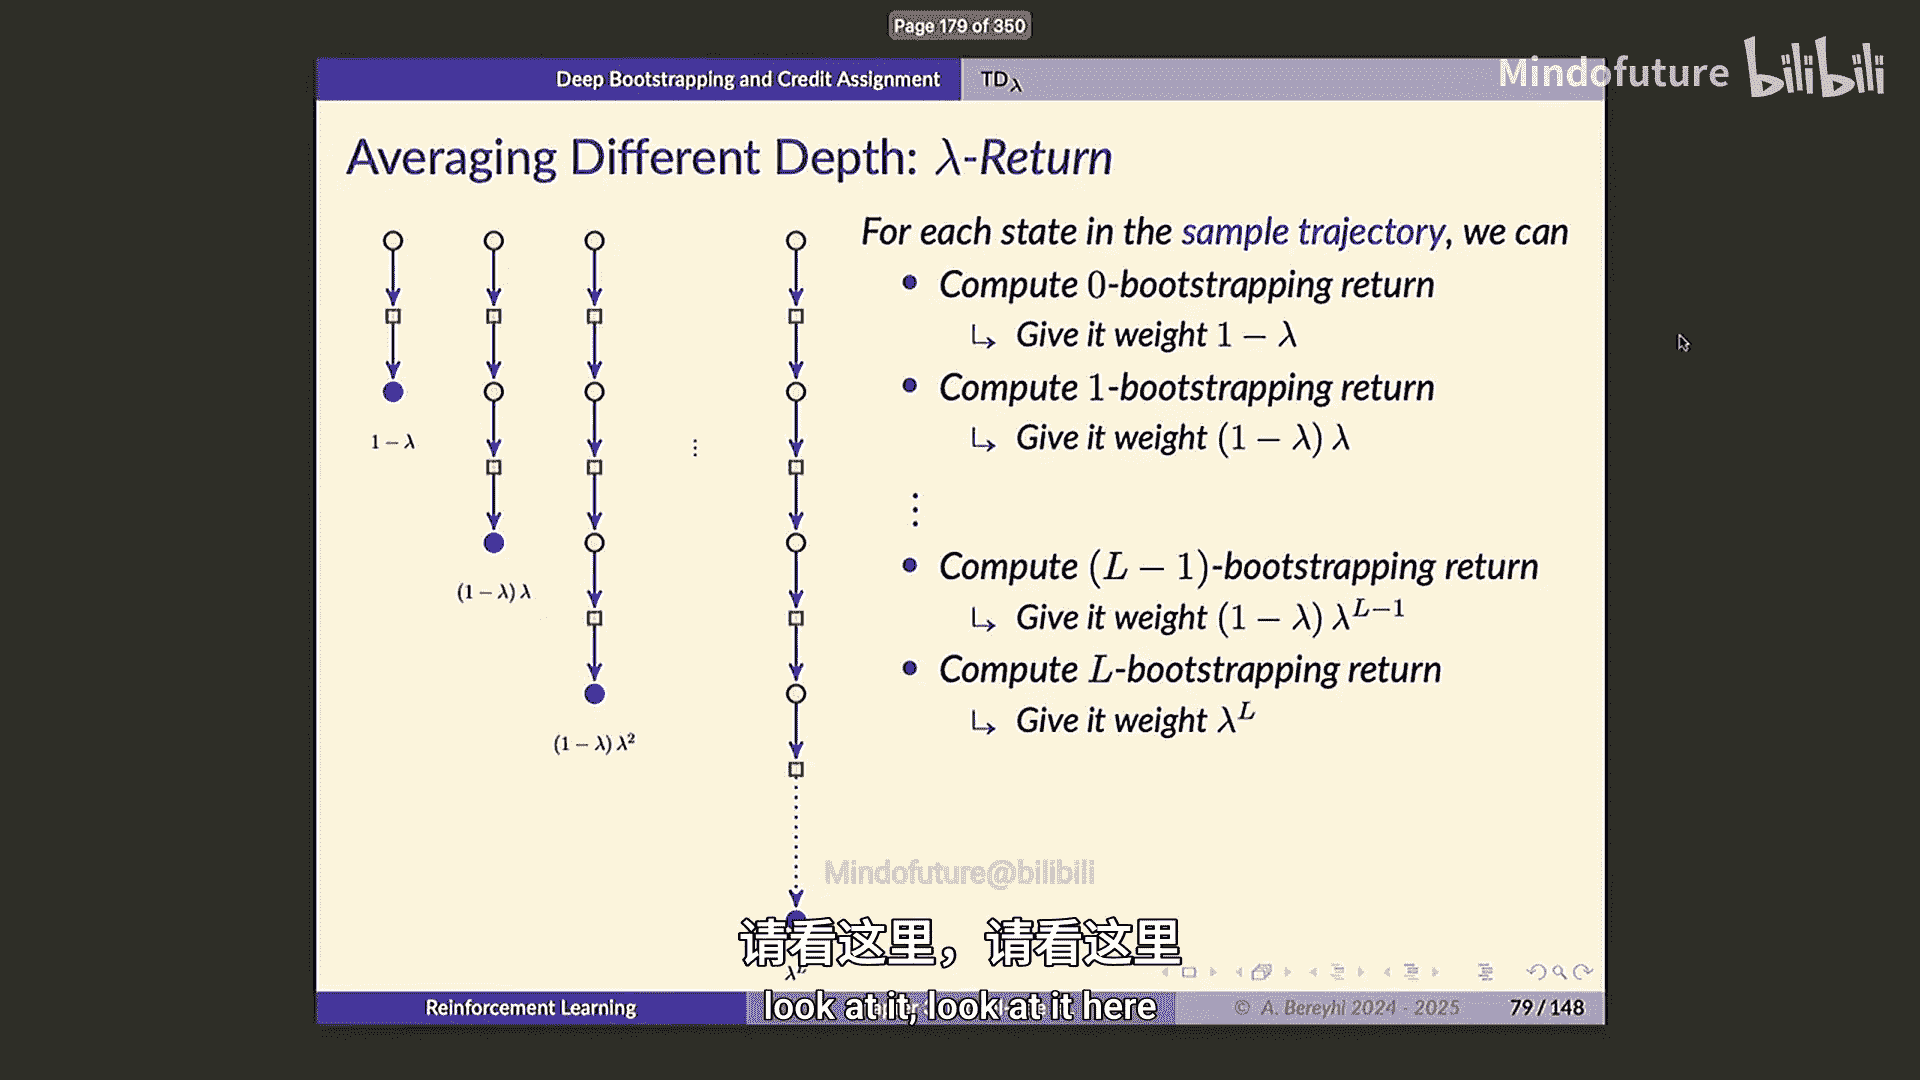 Page 179 of 350
Mindofuture bilibili
Deep Bootstrapping and Credit Assignment
TDλ
Averaging Different Depth: λ-Return
For each state in the sample trajectory, we can
• Compute 0-bootstrapping return
↳ Give it weight 1 − λ
• Compute 1-bootstrapping return
↳ Give it weight (1 − λ) λ
⋮
• Compute (L − 1)-bootstrapping return
↳ Give it weight (1 − λ) λ^{L−1}
• Compute L-bootstrapping return
↳ Give it weight λ^L
1 − λ
(1 − λ) λ
(1 − λ) λ²
⋮
Mindofuture@bilibili
请看这里，请看这里
look at it, look at it here
Reinforcement Learning
© A. Bereyhi 2024 - 2025
79 / 148